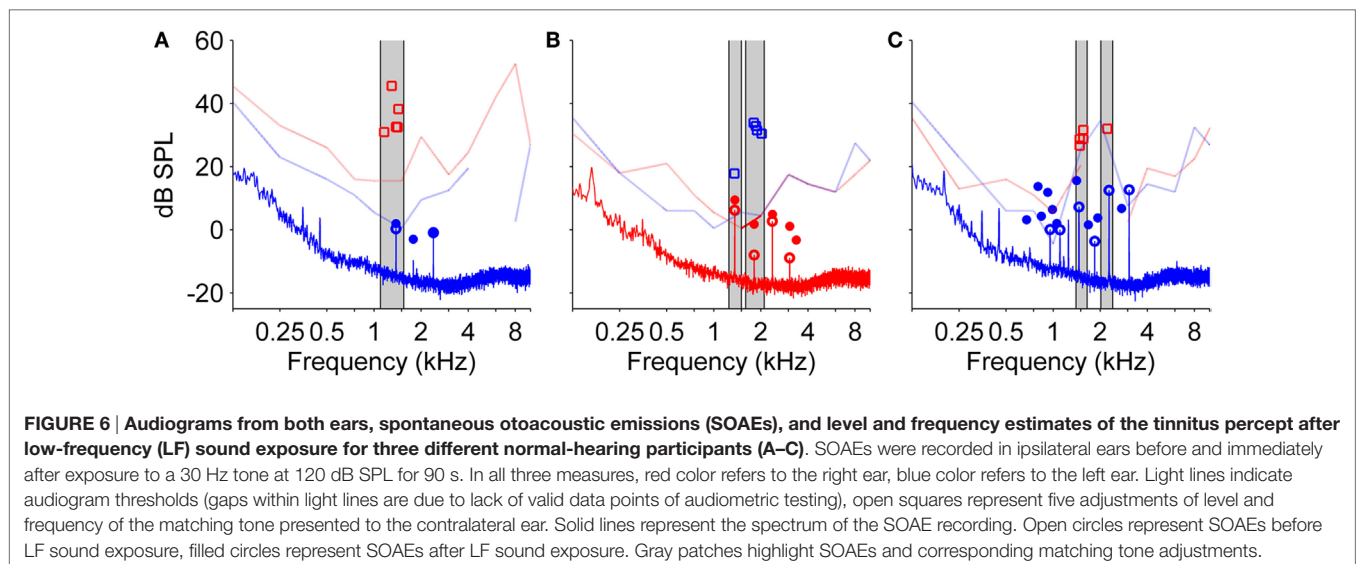 A
B
C
60
40
20
0
-20
dB SPL
0.25 0.5 1 2 4 8
0.25 0.5 1 2 4 8
0.25 0.5 1 2 4 8
Frequency (kHz)
Frequency (kHz)
Frequency (kHz)
FIGURE 6 | Audiograms from both ears, spontaneous otoacoustic emissions (SOAEs), and level and frequency estimates of the tinnitus percept after
low-frequency (LF) sound exposure for three different normal-hearing participants (A–C). SOAEs were recorded in ipsilateral ears before and immediately
after exposure to a 30 Hz tone at 120 dB SPL for 90 s. In all three measures, red color refers to the right ear, blue color refers to the left ear. Light lines indicate
audiogram thresholds (gaps within light lines are due to lack of valid data points of audiometric testing), open squares represent five adjustments of level and
frequency of the matching tone presented to the contralateral ear. Solid lines represent the spectrum of the SOAE recording. Open circles represent SOAEs before
LF sound exposure, filled circles represent SOAEs after LF sound exposure. Gray patches highlight SOAEs and corresponding matching tone adjustments.